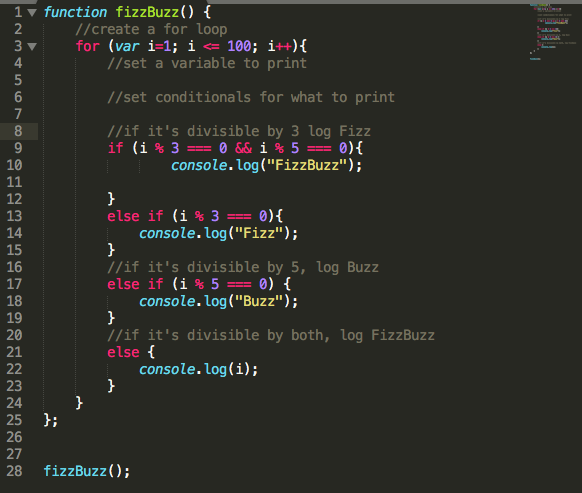 1 function fizzBuzz() {
2 //create a for loop
3 for (var i=1; i <= 100; i++){
4 //set a variable to print
5
6 //set conditionals for what to print
7
8 //if it's divisible by 3 log Fizz
9 if (i % 3 === 0 && i % 5 === 0){
10 console.log("FizzBuzz");
11
12 }
13 else if (i % 3 === 0){
14 console.log("Fizz");
15 }
16 //if it's divisible by 5, log Buzz
17 else if (i % 5 === 0) {
18 console.log("Buzz");
19 }
20 //if it's divisible by both, log FizzBuzz
21 else {
22 console.log(i);
23 }
24 }
25 };
26
27
28 fizzBuzz();